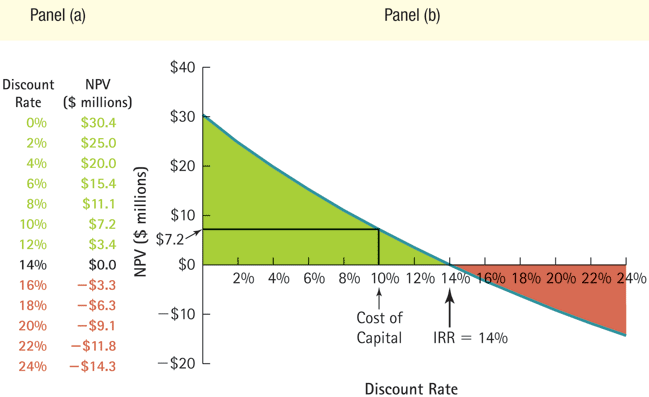 Panel (a)
Panel (b)
Discount Rate
NPV ($ millions)
0% $30.4
2% $25.0
4% $20.0
6% $15.4
8% $11.1
10% $7.2
12% $3.4
14% $0.0
16% −$3.3
18% −$6.3
20% −$9.1
22% −$11.8
24% −$14.3
NPV ($ millions)
$40
$30
$20
$10
$7.2
$0
−$10
−$20
2% 4% 6% 8% 10% 12% 14% 16% 18% 20% 22% 24%
Cost of
Capital
IRR = 14%
Discount Rate